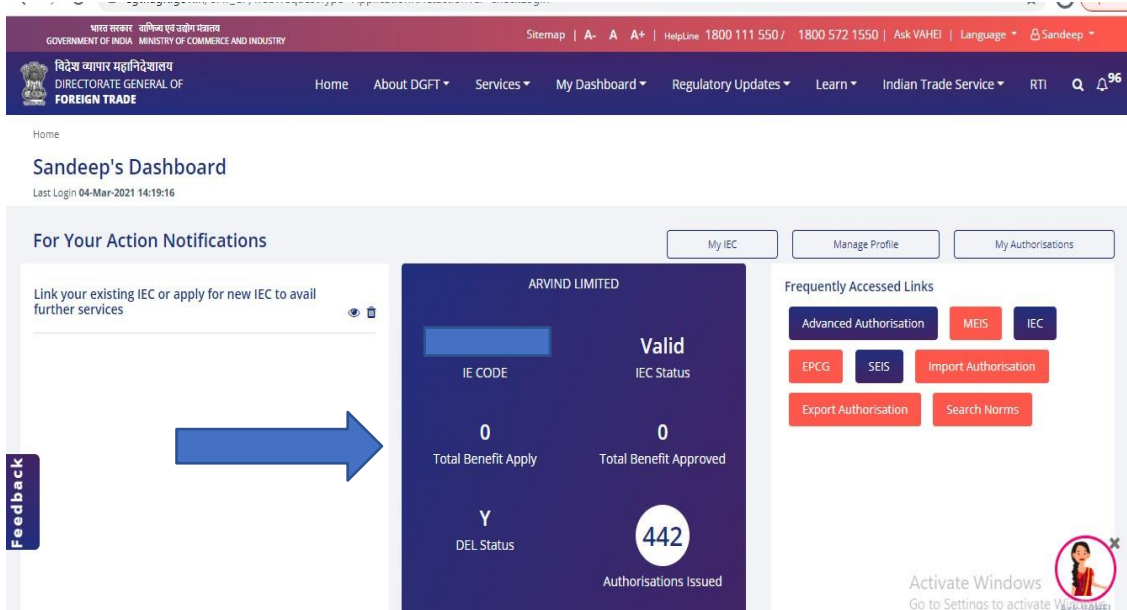 भारत सरकार वाणिज्य एवं उद्योग मंत्रालय
GOVERNMENT OF INDIA MINISTRY OF COMMERCE AND INDUSTRY
Sitemap | A- A A+ | HelpLine 1800 111 550 / 1800 572 1550 | Ask VAHEI | Language Sandeep
विदेश व्यापार महानिदेशालय
DIRECTORATE GENERAL OF
FOREIGN TRADE
Home About DGFT Services My Dashboard Regulatory Updates Learn Indian Trade Service RTI 96
Home
Sandeep's Dashboard
Last Login 04-Mar-2021 14:19:16
For Your Action Notifications
My IEC Manage Profile My Authorisations
Link your existing IEC or apply for new IEC to avail
further services
ARVIND LIMITED
IE CODE
Valid
IEC Status
0
Total Benefit Apply
0
Total Benefit Approved
Y
DEL Status
442
Authorisations Issued
Frequently Accessed Links
Advanced Authorisation MEIS IEC
EPCG SEIS Import Authorisation
Export Authorisation Search Norms
Feedback
Activate Windows
Go to Settings to activate